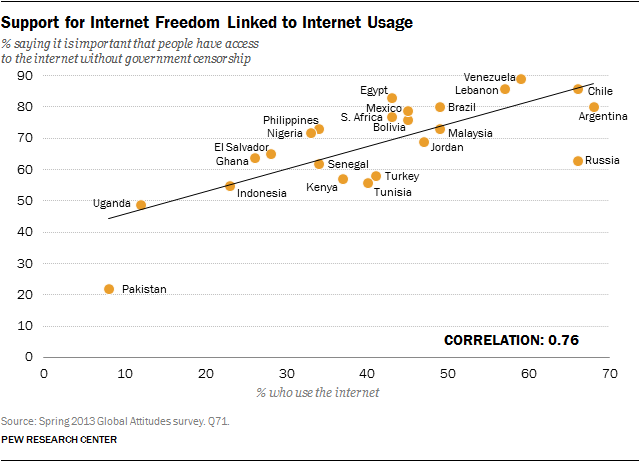 Support for Internet Freedom Linked to Internet Usage
% saying it is important that people have access
to the internet without government censorship
90
80
70
60
50
40
30
20
10
0
Venezuela
Lebanon
Chile
Egypt
Mexico
Brazil
Argentina
S. Africa
Philippines
Bolivia
Nigeria
Malaysia
El Salvador
Jordan
Ghana
Senegal
Russia
Turkey
Kenya
Indonesia
Tunisia
Uganda
Pakistan
CORRELATION: 0.76
0 10 20 30 40 50 60 70
% who use the internet
Source: Spring 2013 Global Attitudes survey. Q71.
PEW RESEARCH CENTER